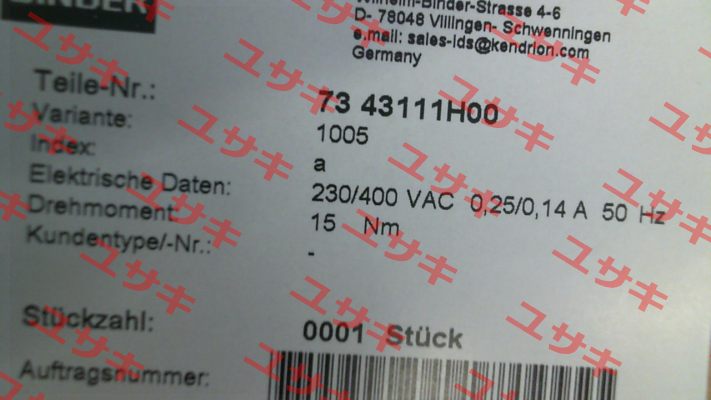 BINDER
Wilhelm-Binder-Strasse 4-6
D- 78048 Villingen- Schwenningen
e.mail: sales-ids@kendrion.com
Germany
Teile-Nr.: 73 43111H00
Variante: 1005
Index: a
Elektrische Daten: 230/400 VAC 0,25/0,14 A 50 Hz
Drehmoment: 15 Nm
Kundentype/-Nr.: -
Stückzahl: 0001 Stück
Auftragsnummer:
ユサキ